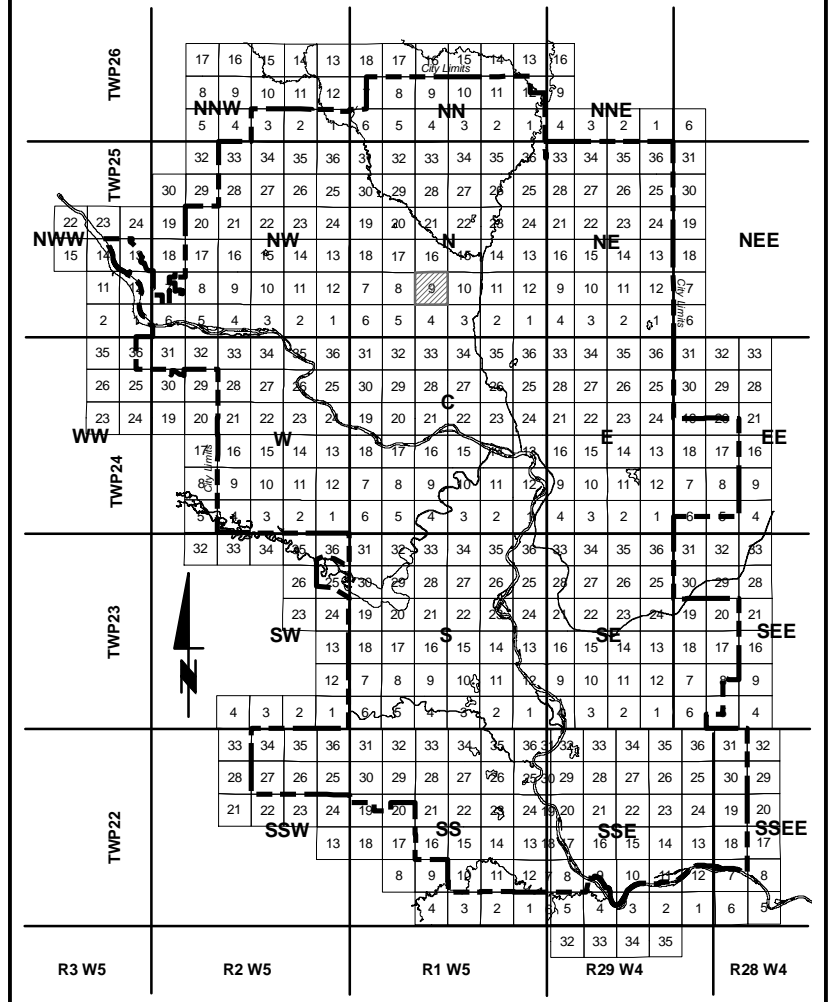 TWP26
17 16 15 14 13 18 17 16 15 14 13 16
City Limits
8 9 10 11 12 8 9 10 11 12 9
NNW NN NNE
5 4 3 2 1 6 5 4 3 2 1 4 3 2 1 6
TWP25
32 33 34 35 36 31 32 33 34 35 36 33 34 35 36 31
30 29 28 27 26 25 30 29 28 27 26 25 28 27 26 25 30
22 23 24 19 20 21 22 23 24 19 20 21 22 23 24 21 22 23 24 19
NWW NW N NE NEE
15 14 13 18 17 16 15 14 13 18 17 16 15 14 13 16 15 14 13 18
11 12 8 9 10 11 12 7 8 9 10 11 12 9 10 11 12 7
City Limits
2 6 5 4 3 2 1 6 5 4 3 2 1 4 3 2 1 6
TWP24
35 36 31 32 33 34 35 36 31 32 33 34 35 36 33 34 35 36 31 32 33
26 25 30 29 28 27 26 25 30 29 28 27 26 25 28 27 26 25 30 29 28
C
23 24 19 20 21 22 23 24 19 20 21 22 23 24 21 22 23 24 19 20 21
WW W E EE
17 16 15 14 13 18 17 16 15 14 13 16 15 14 13 18 17 16
City Limits
8 9 10 11 12 7 8 9 10 11 12 9 10 11 12 7 8 9
5 4 3 2 1 6 5 4 3 2 1 4 3 2 1 6 5 4
TWP23
32 33 34 35 36 31 32 33 34 35 36 33 34 35 36 31 32 33
26 25 30 29 28 27 26 25 28 27 26 25 30 29 28
23 24 19 20 21 22 23 24 21 22 23 24 19 20 21
SW S SE SEE
13 18 17 16 15 14 13 16 15 14 13 18 17 16
12 7 8 9 10 11 12 9 10 11 12 7 8 9
N
4 3 2 1 6 5 4 3 2 1 4 3 2 1 6 6 4
TWP22
33 34 35 36 31 32 33 34 35 36 31 32 33 34 35 36 31 32
28 27 26 25 30 29 28 27 26 25 30 29 28 27 26 25 30 29
21 22 23 24 19 20 21 22 23 24 19 20 21 22 23 24 19 20
SSW SS SSE SSEE
13 18 17 16 15 14 13 18 17 16 15 14 13 18 17
8 9 10 11 12 7 8 9 10 11 12 7 8
4 3 2 1 6 5 4 3 2 1 6 5
32 33 34 35
R3 W5 R2 W5 R1 W5 R29 W4 R28 W4